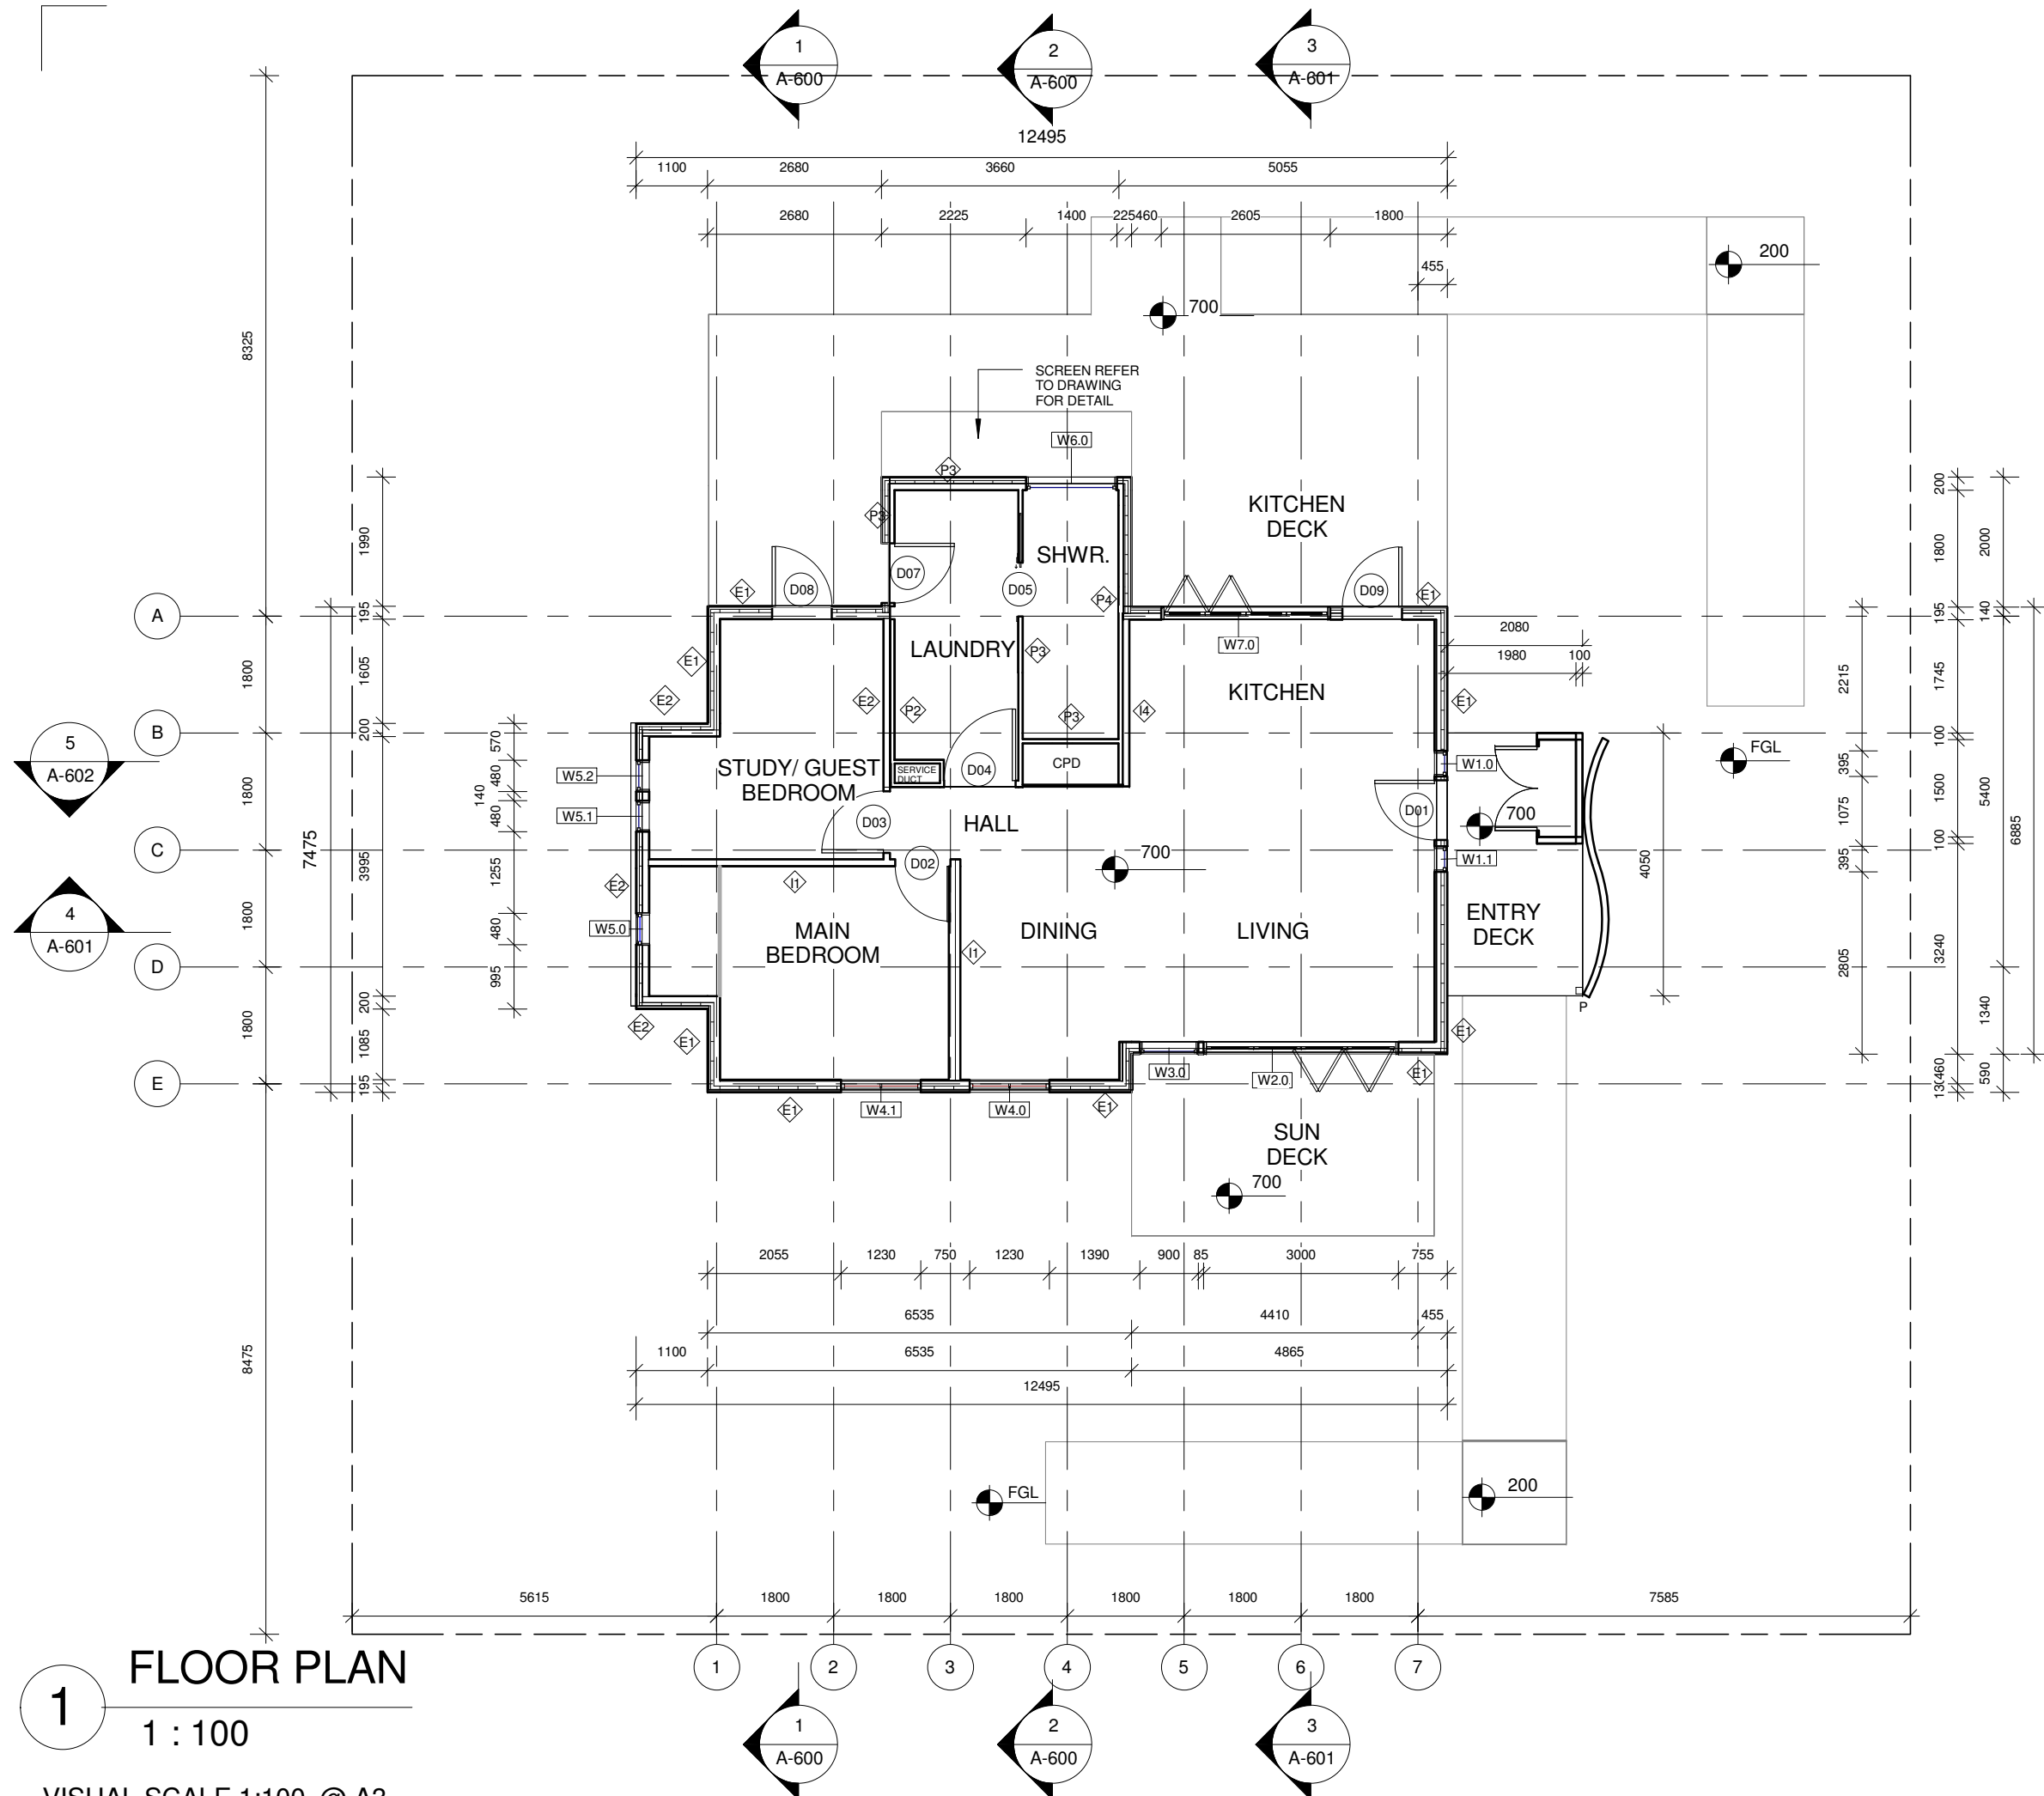 1
A-600
2
A-600
3
A-601
12495
1100
2680
3660
5055
2680
2225
1400
225
460
2605
1800
455
200
700
8325
SCREEN REFER
TO DRAWING
FOR DETAIL
W6.0
P3
P3
KITCHEN
DECK
SHWR.
D07
D05
D08
D09
E1
E1
P4
A
1990
195
1605
200
3995
200
1085
195
200
1800
195
1745
100
1500
100
3240
460
130
2000
140
5400
1340
590
6885
2215
395
1075
395
2805
2080
1980
100
W7.0
LAUNDRY
P3
KITCHEN
E1
E2
E2
P2
P3
I4
E1
1800
B
5
A-602
570
480
140
480
1255
480
995
7475
W5.2
W5.1
STUDY/ GUEST
BEDROOM
SERVICE
DUCT
D04
CPD
W1.0
D01
700
FGL
1800
D03
HALL
C
D02
700
W1.1
4050
I1
E2
4
A-601
1800
W5.0
MAIN
BEDROOM
I1
DINING
LIVING
ENTRY
DECK
D
P
1800
E2
E1
E1
W3.0
W2.0
E1
E
E1
W4.1
W4.0
E1
SUN
DECK
700
2055
1230
750
1230
1390
900
85
3000
755
6535
4410
455
1100
6535
4865
12495
8475
FGL
200
5615
1800
1800
1800
1800
1800
1800
7585
1
2
3
4
5
6
7
1
FLOOR PLAN
1 : 100
1
A-600
2
A-600
3
A-601
VISUAL SCALE 1:100 @ A3